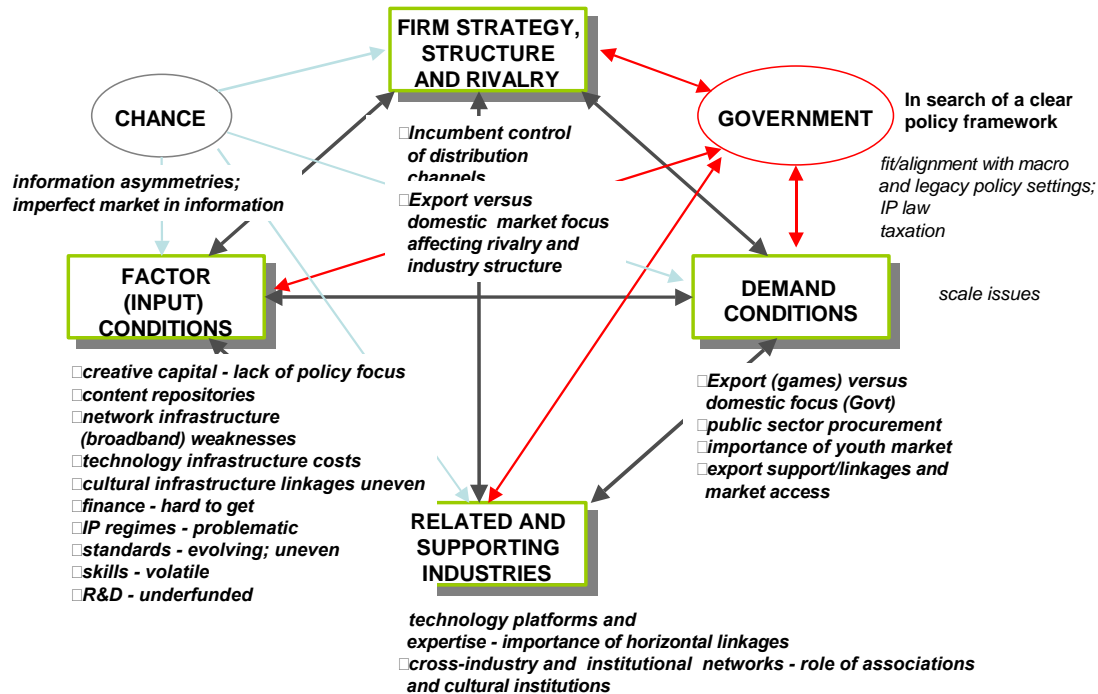 FIRM STRATEGY,
STRUCTURE
AND RIVALRY
CHANCE
GOVERNMENT
In search of a clear
policy framework
□Incumbent control
of distribution
channels
□Export versus
domestic market focus
affecting rivalry and
industry structure
fit/alignment with macro
and legacy policy settings;
IP law
taxation
information asymmetries;
imperfect market in information
FACTOR
(INPUT)
CONDITIONS
DEMAND
CONDITIONS
scale issues
□creative capital - lack of policy focus
□content repositories
□network infrastructure
(broadband) weaknesses
□technology infrastructure costs
□cultural infrastructure linkages uneven
□finance - hard to get
□IP regimes - problematic
□standards - evolving; uneven
□skills - volatile
□R&D - underfunded
□Export (games) versus
domestic focus (Govt)
□public sector procurement
□importance of youth market
□export support/linkages and
market access
RELATED AND
SUPPORTING
INDUSTRIES
technology platforms and
expertise - importance of horizontal linkages
□cross-industry and institutional networks - role of associations
and cultural institutions